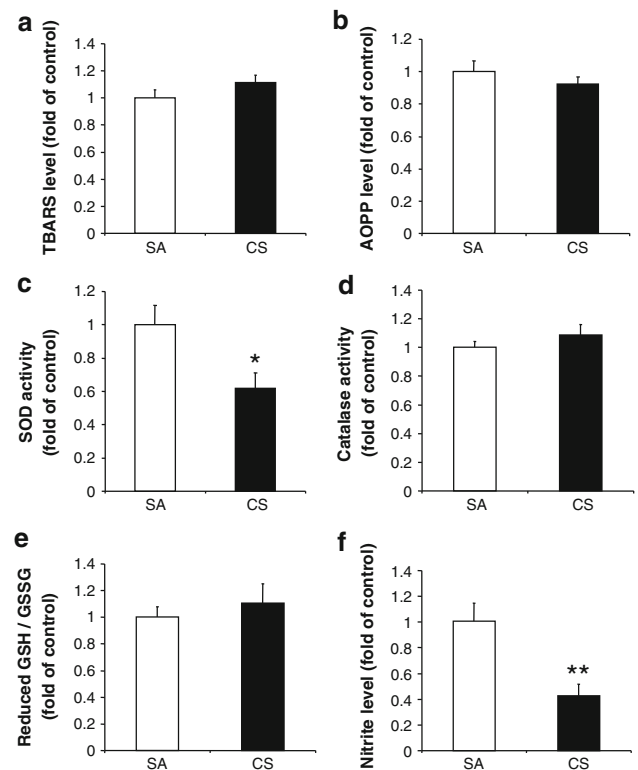 a
TBARS level (fold of control)
1.4
1.2
1
0.8
0.6
0.4
0.2
0
SA CS
b
AOPP level (fold of control)
1.2
1
0.8
0.6
0.4
0.2
0
SA CS
c
SOD activity
(fold of control)
1.2
1
0.8
0.6
0.4
0.2
0
*
SA CS
d
Catalase activity
(fold of control)
1.4
1.2
1
0.8
0.6
0.4
0.2
0
SA CS
e
Reduced GSH / GSSG
(fold of control)
1.4
1.2
1
0.8
0.6
0.4
0.2
0
SA CS
f
Nitrite level (fold of control)
1.4
1.2
1
0.8
0.6
0.4
0.2
0
**
SA CS